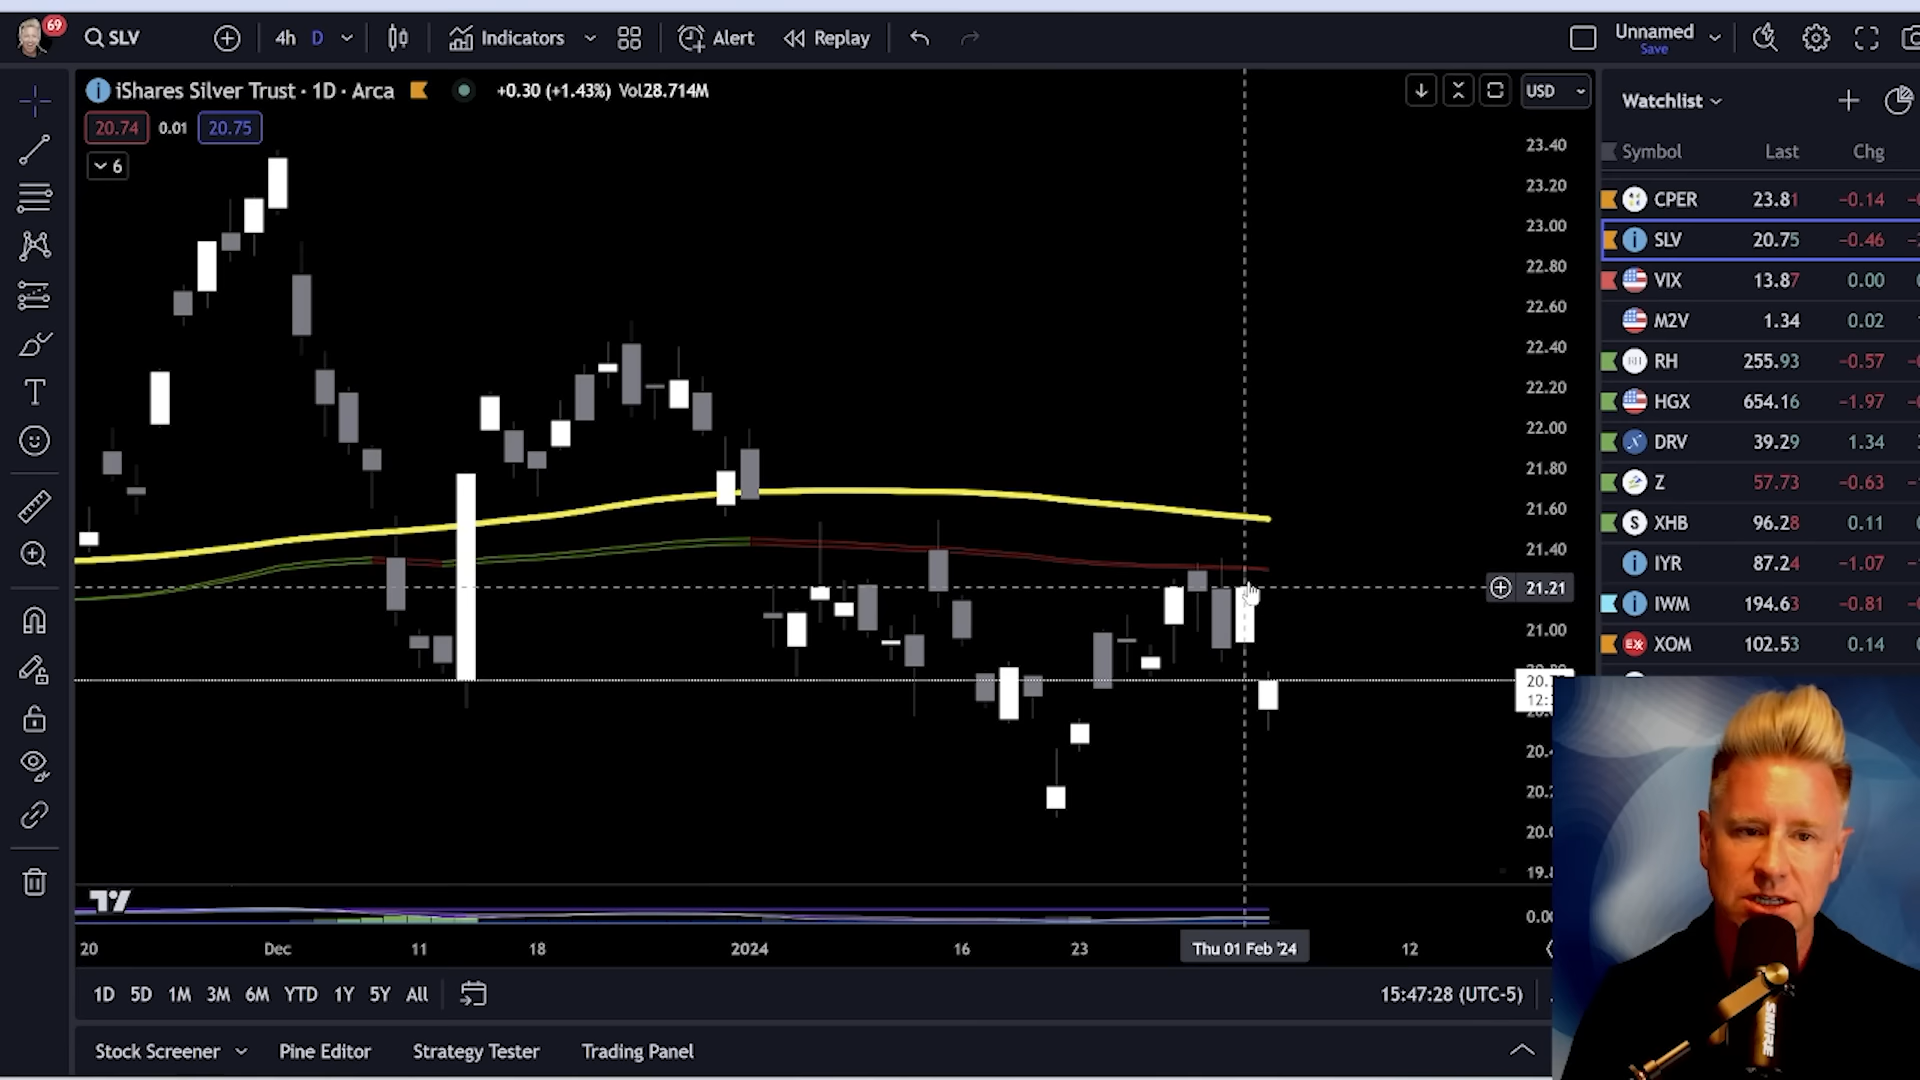 69
SLV
4h D
Indicators
Alert
Replay
Unnamed
Save
iShares Silver Trust · 1D · Arca
+0.30 (+1.43%) Vol28.714M
USD
20.74 0.01 20.75
6
23.40
23.20
23.00
22.80
22.60
22.40
22.20
22.00
21.80
21.60
21.40
21.21
21.00
Watchlist
Symbol Last Chg
CPER 23.81 −0.14
SLV 20.75 −0.46
VIX 13.87 0.00
M2V 1.34 0.02
RH 255.93 −0.57
HGX 654.16 −1.97
DRV 39.29 1.34
Z 57.73 −0.63
XHB 96.28 0.11
IYR 87.24 −1.07
IWM 194.63 −0.81
XOM 102.53 0.14
20 Dec 11 18 2024 16 23 Thu 01 Feb '24 12
1D 5D 1M 3M 6M YTD 1Y 5Y All
15:47:28 (UTC-5)
Stock Screener Pine Editor Strategy Tester Trading Panel
SHURE